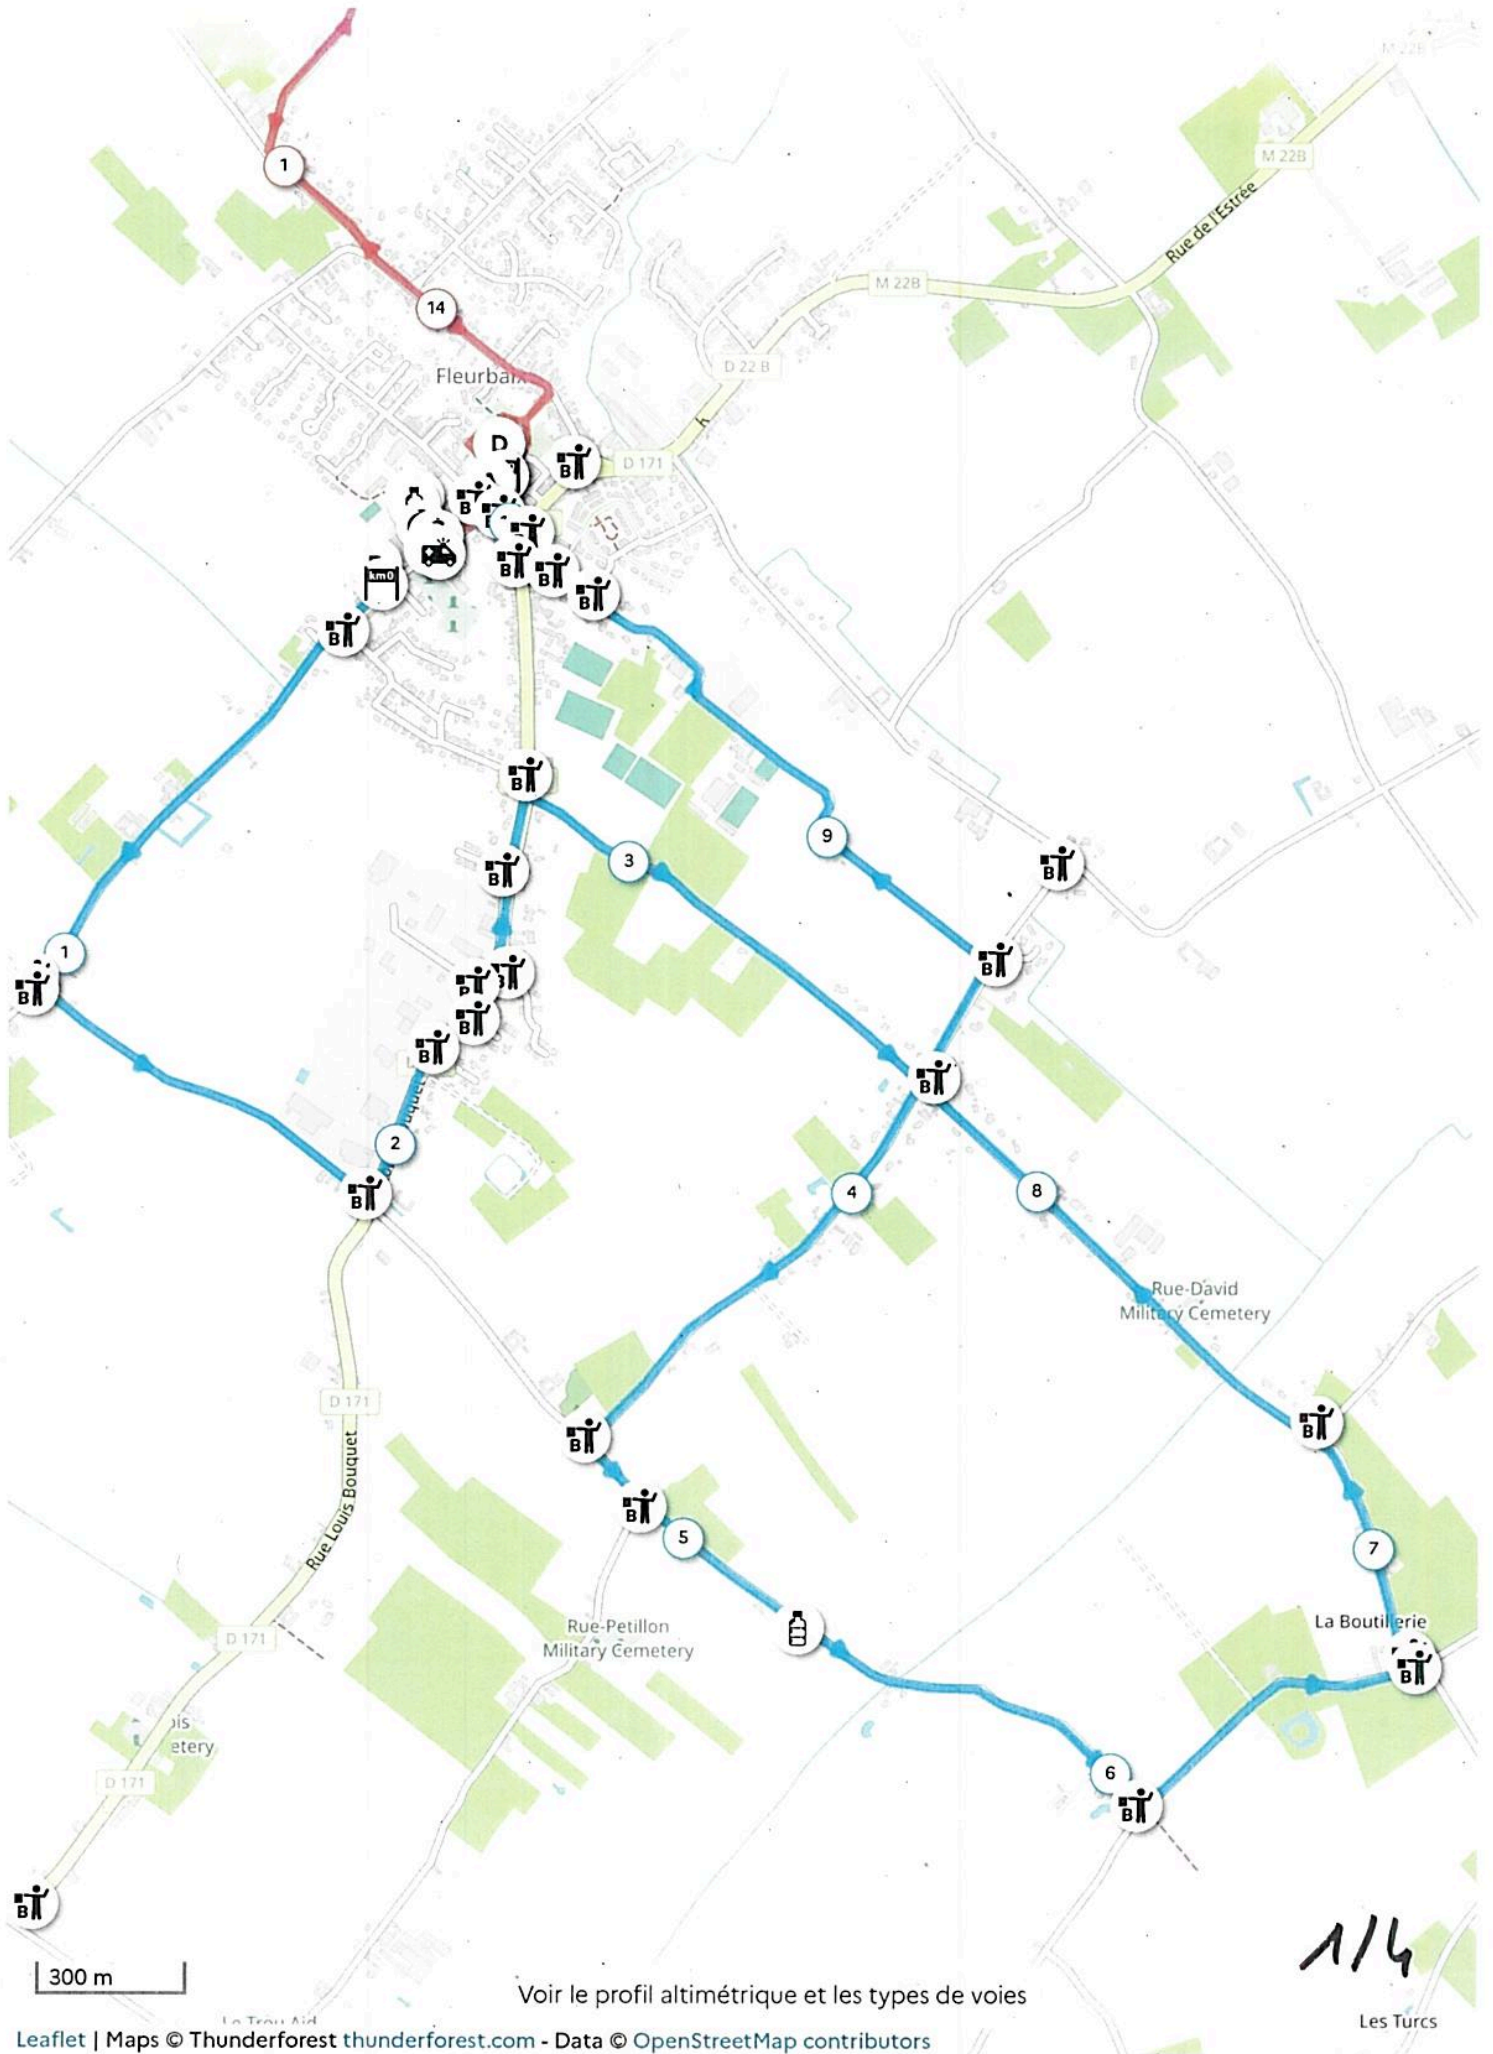 M 22B
M 22B
Rue de l'Estrée
1
M 22B
14
D 22 B
Fleurbaix
D
B
D 171
B
B
km0
B
B
B
B
B
9
3
B
B
B
1
B
B
B
B
B
B
2
B
4
8
Rue-David
Military Cemetery
D 171
B
B
Rue Louis Bouquet
B
5
7
Rue-Petillon
Military Cemetery
La Boutillerie
D 171
B
etery
6
D 171
B
B
1/4
300 m
Voir le profil altimétrique et les types de voies
Les Turcs
Leaflet | Maps © Thunderforest thunderforest.com - Data © OpenStreetMap contributors